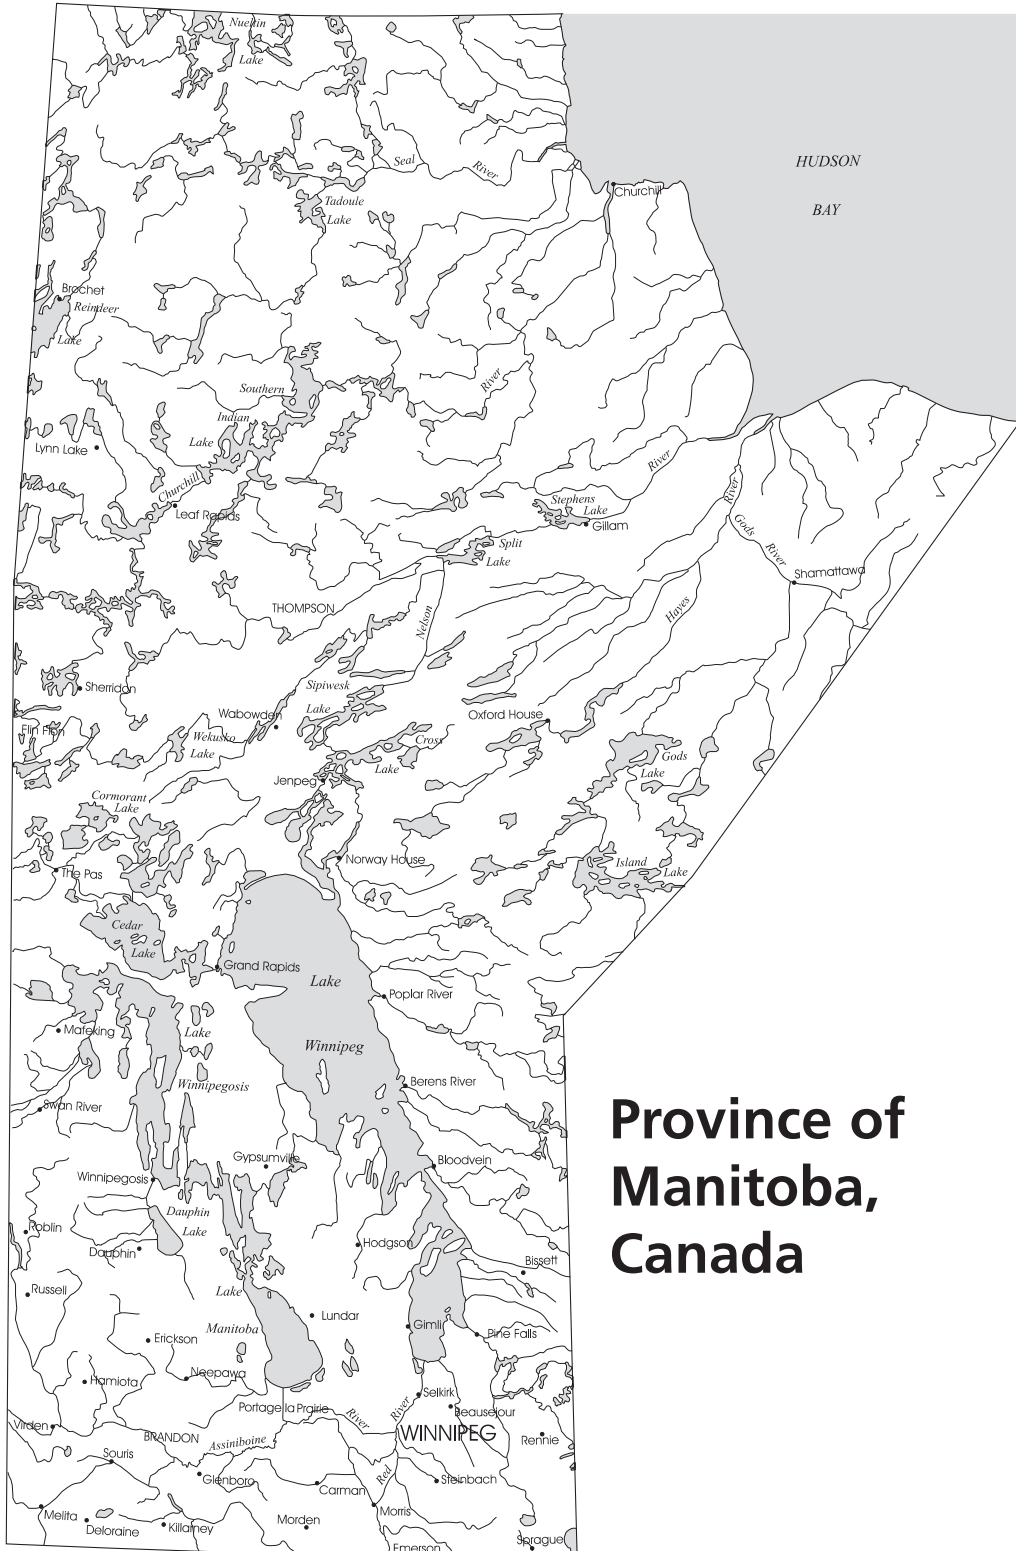 Nueltin
Lake
HUDSON
BAY
Seal
River
Churchill
Tadoule
Lake
Brochet
Reindeer
Lake
Southern
Indian
Lake
River
Lynn Lake
Churchill
Leaf Rapids
River
River
Stephens
Lake
Gillam
Gods
River
Split
Lake
Shamattawa
THOMPSON
Nelson
Hayes
Sherridon
Sipiwesk
Lake
Wabowden
Oxford House
Flin Flon
Wekusko
Lake
Cross
Lake
Gods
Lake
Jenpeg
Cormorant
Lake
Norway House
Island
Lake
The Pas
Cedar
Lake
Grand Rapids
Lake
Winnipeg
Poplar River
Mafeking
Lake
Winnipegosis
Berens River
Swan River
Province of
Manitoba,
Canada
Gypsumville
Bloodvein
Winnipegosis
Dauphin
Lake
Roblin
Dauphin
Hodgson
Bissett
Russell
Lake
Manitoba
Lundar
Gimli
Pine Falls
Erickson
Neepawa
Hamiota
Selkirk
Beausejour
Portage la Prairie
River
River
Virden
BRANDON
Assiniboine
WINNIPEG
Rennie
Souris
Glenboro
Carman
Red
Steinbach
Melita
Deloraine
Killarney
Morden
Morris
Emerson
Sprague